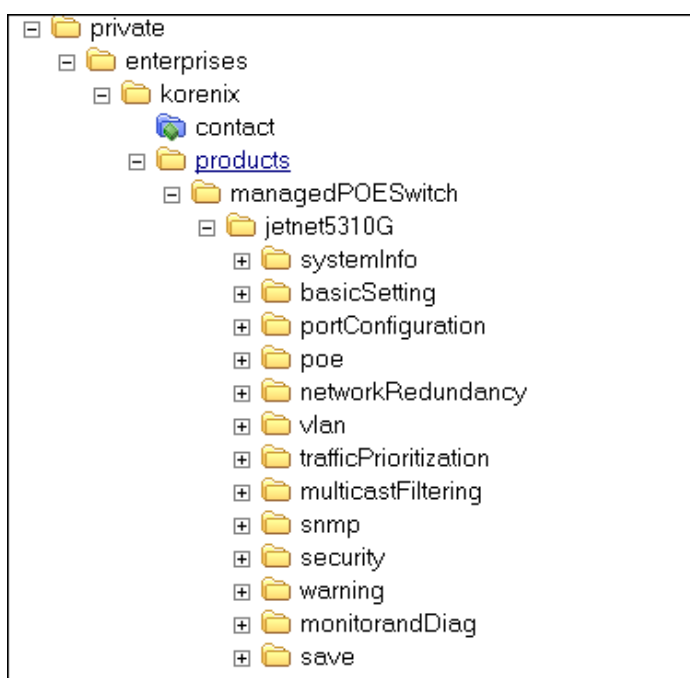 private
enterprises
korenix
contact
products
managedPOESwitch
jetnet5310G
systemInfo
basicSetting
portConfiguration
poe
networkRedundancy
vlan
trafficPrioritization
multicastFiltering
snmp
security
warning
monitorandDiag
save